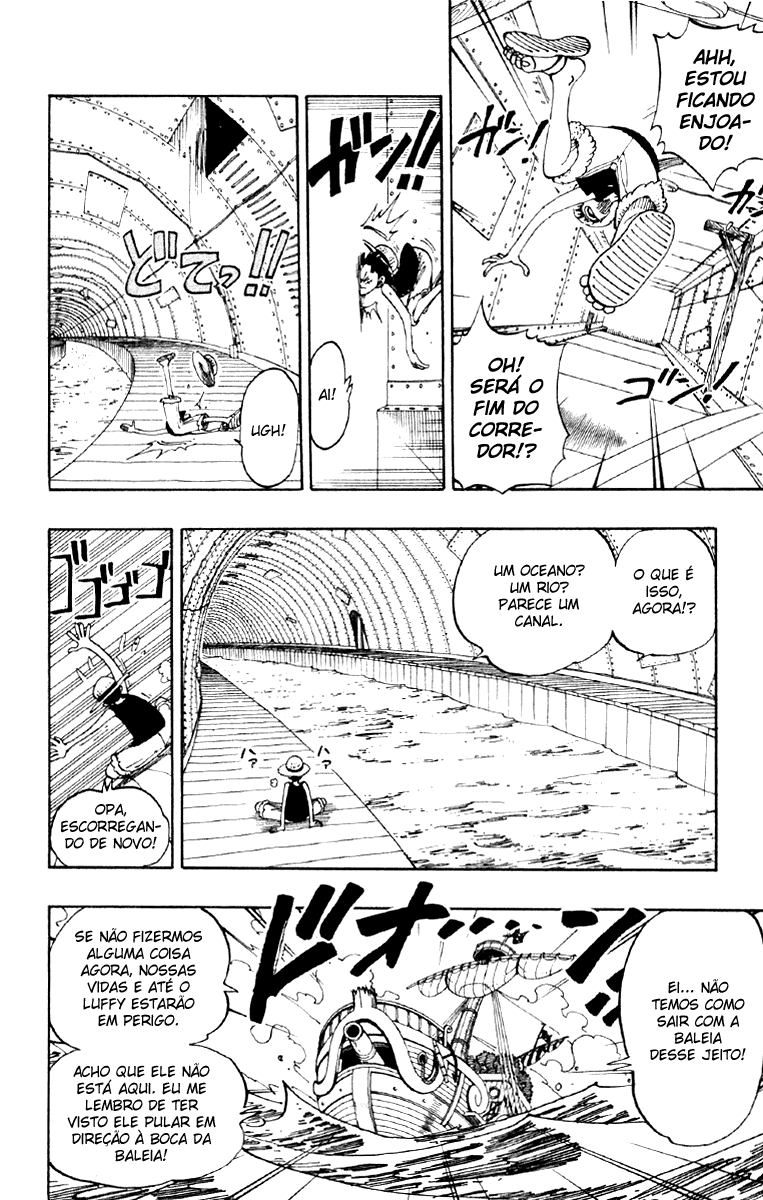 AHH,
ESTOU
FICANDO
ENJOA-
DO!
ガン!
ガン
OH!
SERÁ O
FIM DO
CORRE-
DOR!?
ゴン!
ガン!!
AI!
どてっ!!
UGH!
O QUE É
ISSO,
AGORA!?
UM OCEANO?
UM RIO?
PARECE UM
CANAL.
ハ?
ハ?
ゴゴゴゴ
OPA,
ESCORREGAN-
DO DE NOVO!
ドオ
EI... NÃO
TEMOS COMO
SAIR COM A
BALEIA
DESSE JEITO!
SE NÃO FIZERMOS
ALGUMA COISA
AGORA, NOSSAS
VIDAS E ATÉ O
LUFFY ESTARÃO
EM PERIGO.
ACHO QUE ELE NÃO
ESTÁ AQUI. EU ME
LEMBRO DE TER
VISTO ELE PULAR EM
DIREÇÃO À BOCA DA
BALEIA!